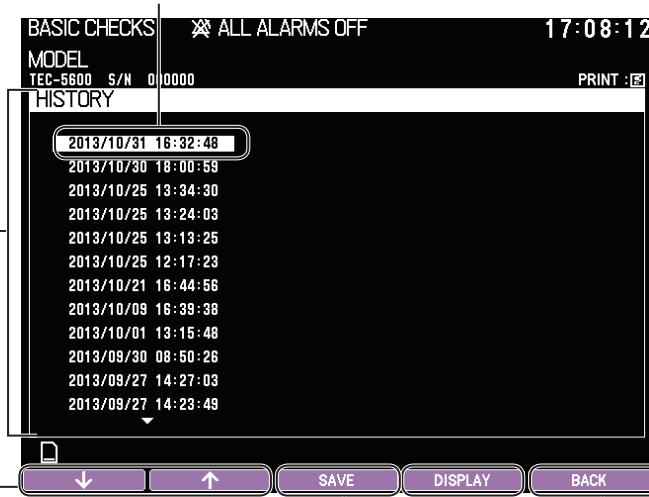 BASIC CHECKS ALL ALARMS OFF 17:08:12
MODEL
TEC-5600 S/N 000000 PRINT :
HISTORY
2013/10/31 16:32:48
2013/10/30 18:00:59
2013/10/25 13:34:30
2013/10/25 13:24:03
2013/10/25 13:13:25
2013/10/25 12:17:23
2013/10/21 16:44:56
2013/10/09 16:39:38
2013/10/01 13:15:48
2013/09/30 08:50:26
2013/09/27 14:27:03
2013/09/27 14:23:49
↓ ↑ SAVE DISPLAY BACK